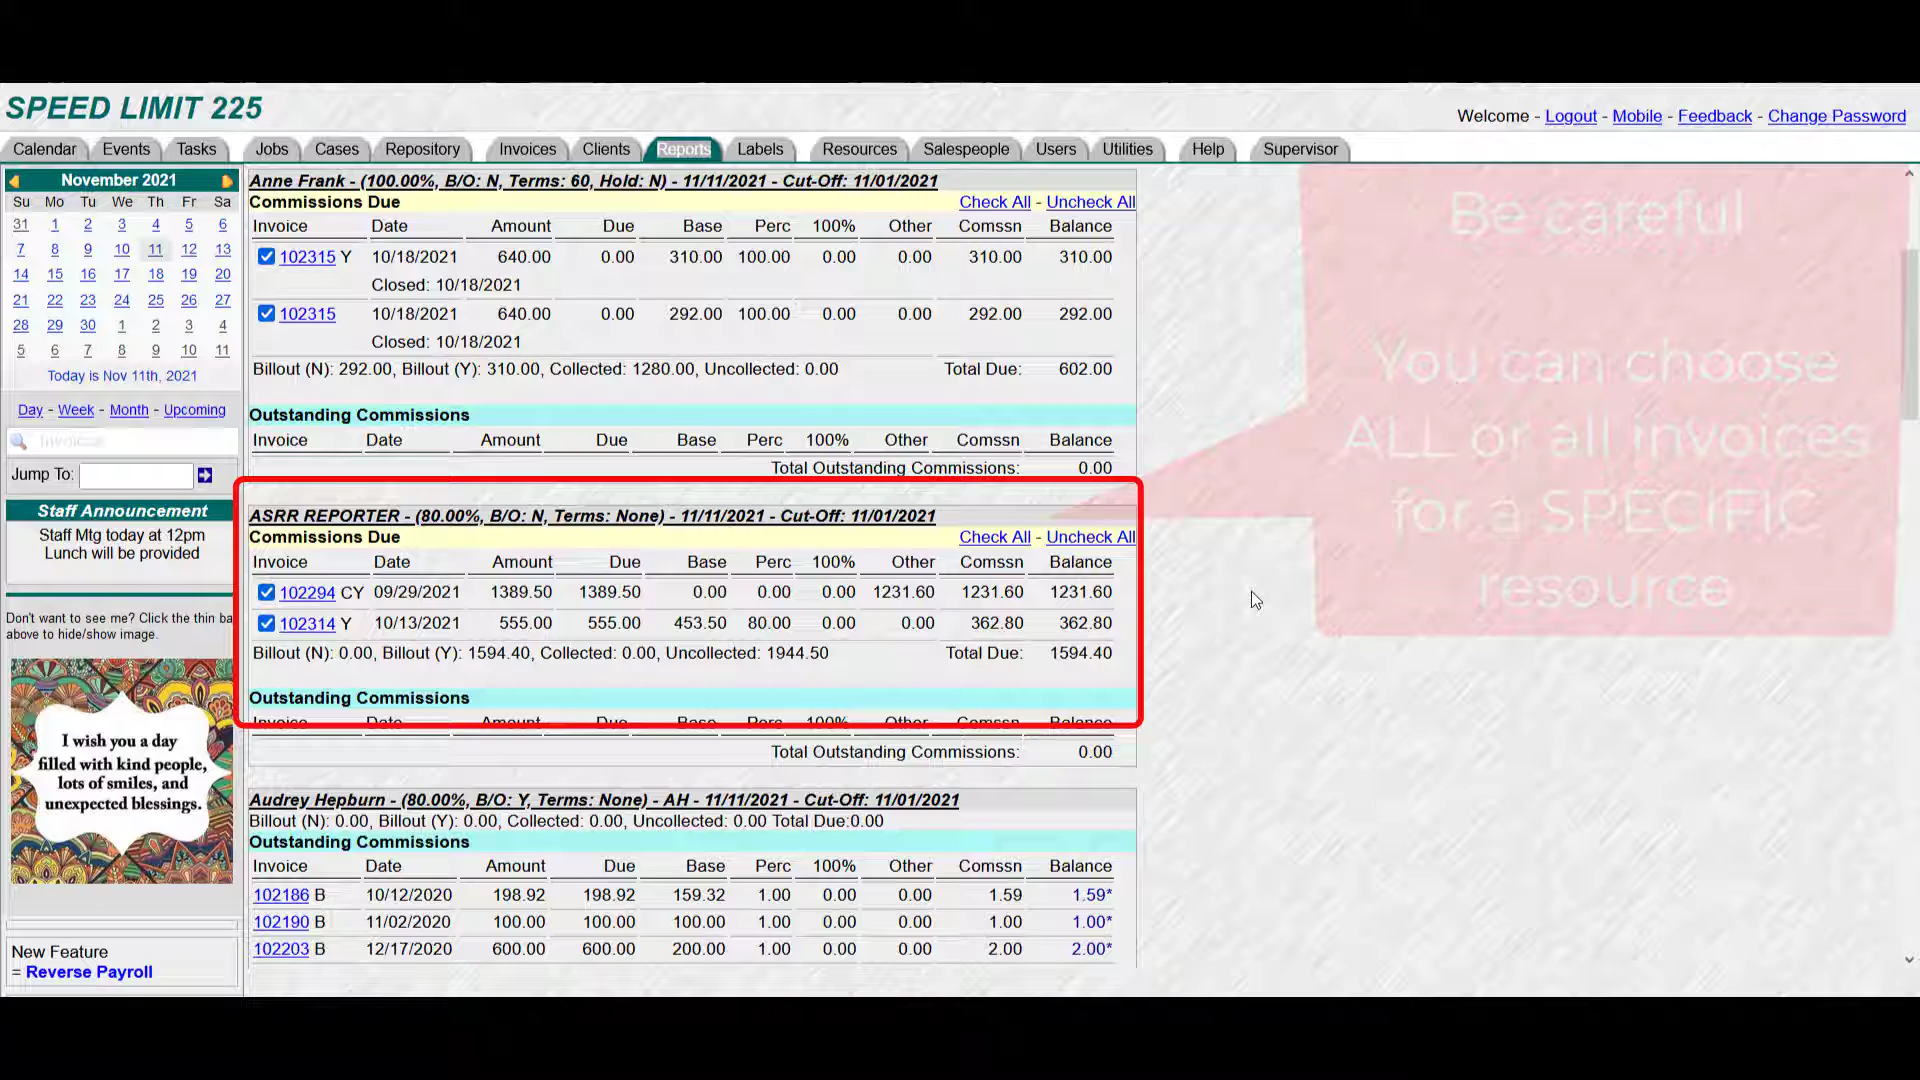 SPEED LIMIT 225
Welcome - Logout - Mobile - Feedback - Change Password
Calendar Events Tasks Jobs Cases Repository Invoices Clients Reports Labels Resources Salespeople Users Utilities Help Supervisor
November 2021
Su Mo Tu We Th Fr Sa
31 1 2 3 4 5 6
7 8 9 10 11 12 13
14 15 16 17 18 19 20
21 22 23 24 25 26 27
28 29 30 1 2 3 4
5 6 7 8 9 10 11
Today is Nov 11th, 2021
Day - Week - Month - Upcoming
Invoices
Jump To:
Staff Announcement
Staff Mtg today at 12pm
Lunch will be provided
Don't want to see me? Click the thin ba
above to hide/show image.
I wish you a day
filled with kind people,
lots of smiles, and
unexpected blessings.
New Feature
= Reverse Payroll
Anne Frank - (100.00%, B/O: N, Terms: 60, Hold: N) - 11/11/2021 - Cut-Off: 11/01/2021
Commissions Due Check All - Uncheck All
Invoice Date Amount Due Base Perc 100% Other Comssn Balance
102315 Y 10/18/2021 640.00 0.00 310.00 100.00 0.00 0.00 310.00 310.00
Closed: 10/18/2021
102315 10/18/2021 640.00 0.00 292.00 100.00 0.00 0.00 292.00 292.00
Closed: 10/18/2021
Billout (N): 292.00, Billout (Y): 310.00, Collected: 1280.00, Uncollected: 0.00 Total Due: 602.00
Outstanding Commissions
Invoice Date Amount Due Base Perc 100% Other Comssn Balance
Total Outstanding Commissions: 0.00
ASRR REPORTER - (80.00%, B/O: N, Terms: None) - 11/11/2021 - Cut-Off: 11/01/2021
Commissions Due Check All - Uncheck All
Invoice Date Amount Due Base Perc 100% Other Comssn Balance
102294 CY 09/29/2021 1389.50 1389.50 0.00 0.00 0.00 1231.60 1231.60 1231.60
102314 Y 10/13/2021 555.00 555.00 453.50 80.00 0.00 0.00 362.80 362.80
Billout (N): 0.00, Billout (Y): 1594.40, Collected: 0.00, Uncollected: 1944.50 Total Due: 1594.40
Outstanding Commissions
Invoice Date Amount Due Base Perc 100% Other Comssn Balance
Total Outstanding Commissions: 0.00
Audrey Hepburn - (80.00%, B/O: Y, Terms: None) - AH - 11/11/2021 - Cut-Off: 11/01/2021
Billout (N): 0.00, Billout (Y): 0.00, Collected: 0.00, Uncollected: 0.00 Total Due:0.00
Outstanding Commissions
Invoice Date Amount Due Base Perc 100% Other Comssn Balance
102186 B 10/12/2020 198.92 198.92 159.32 1.00 0.00 0.00 1.59 1.59*
102190 B 11/02/2020 100.00 100.00 100.00 1.00 0.00 0.00 1.00 1.00*
102203 B 12/17/2020 600.00 600.00 200.00 1.00 0.00 0.00 2.00 2.00*
Be careful
You can choose
ALL or all invoices
for a SPECIFIC
resource